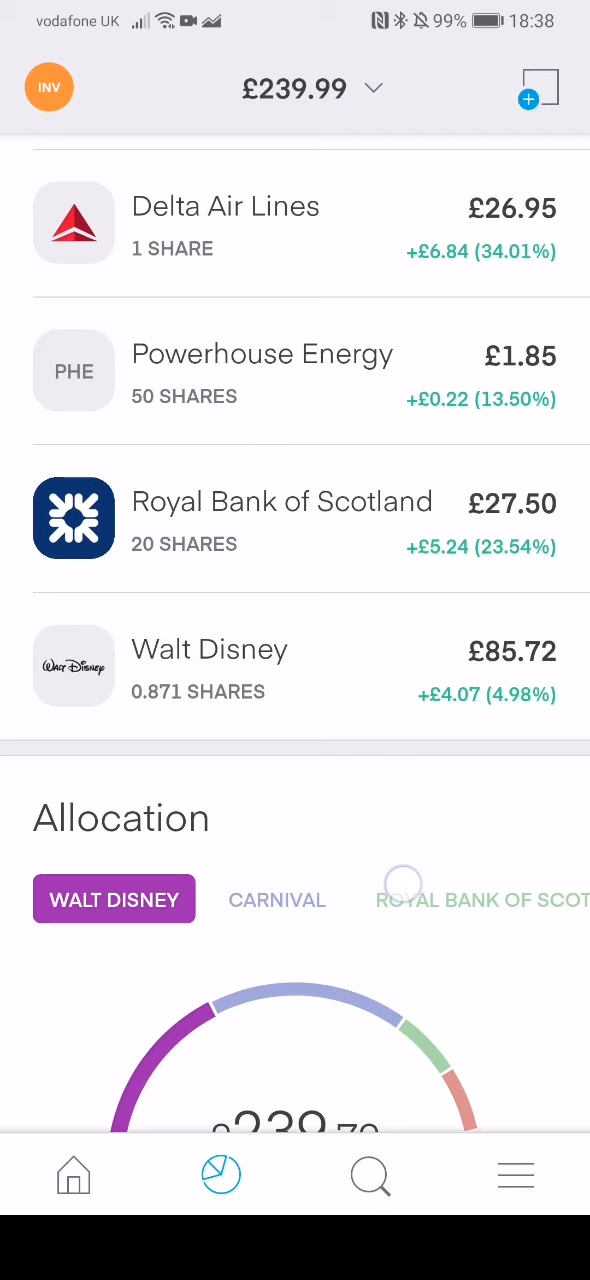 vodafone UK 99% 18:38
INV £239.99
Delta Air Lines £26.95
1 SHARE +£6.84 (34.01%)
PHE Powerhouse Energy £1.85
50 SHARES +£0.22 (13.50%)
Royal Bank of Scotland £27.50
20 SHARES +£5.24 (23.54%)
Walt Disney Walt Disney £85.72
0.871 SHARES +£4.07 (4.98%)
Allocation
WALT DISNEY CARNIVAL ROYAL BANK OF SCOT